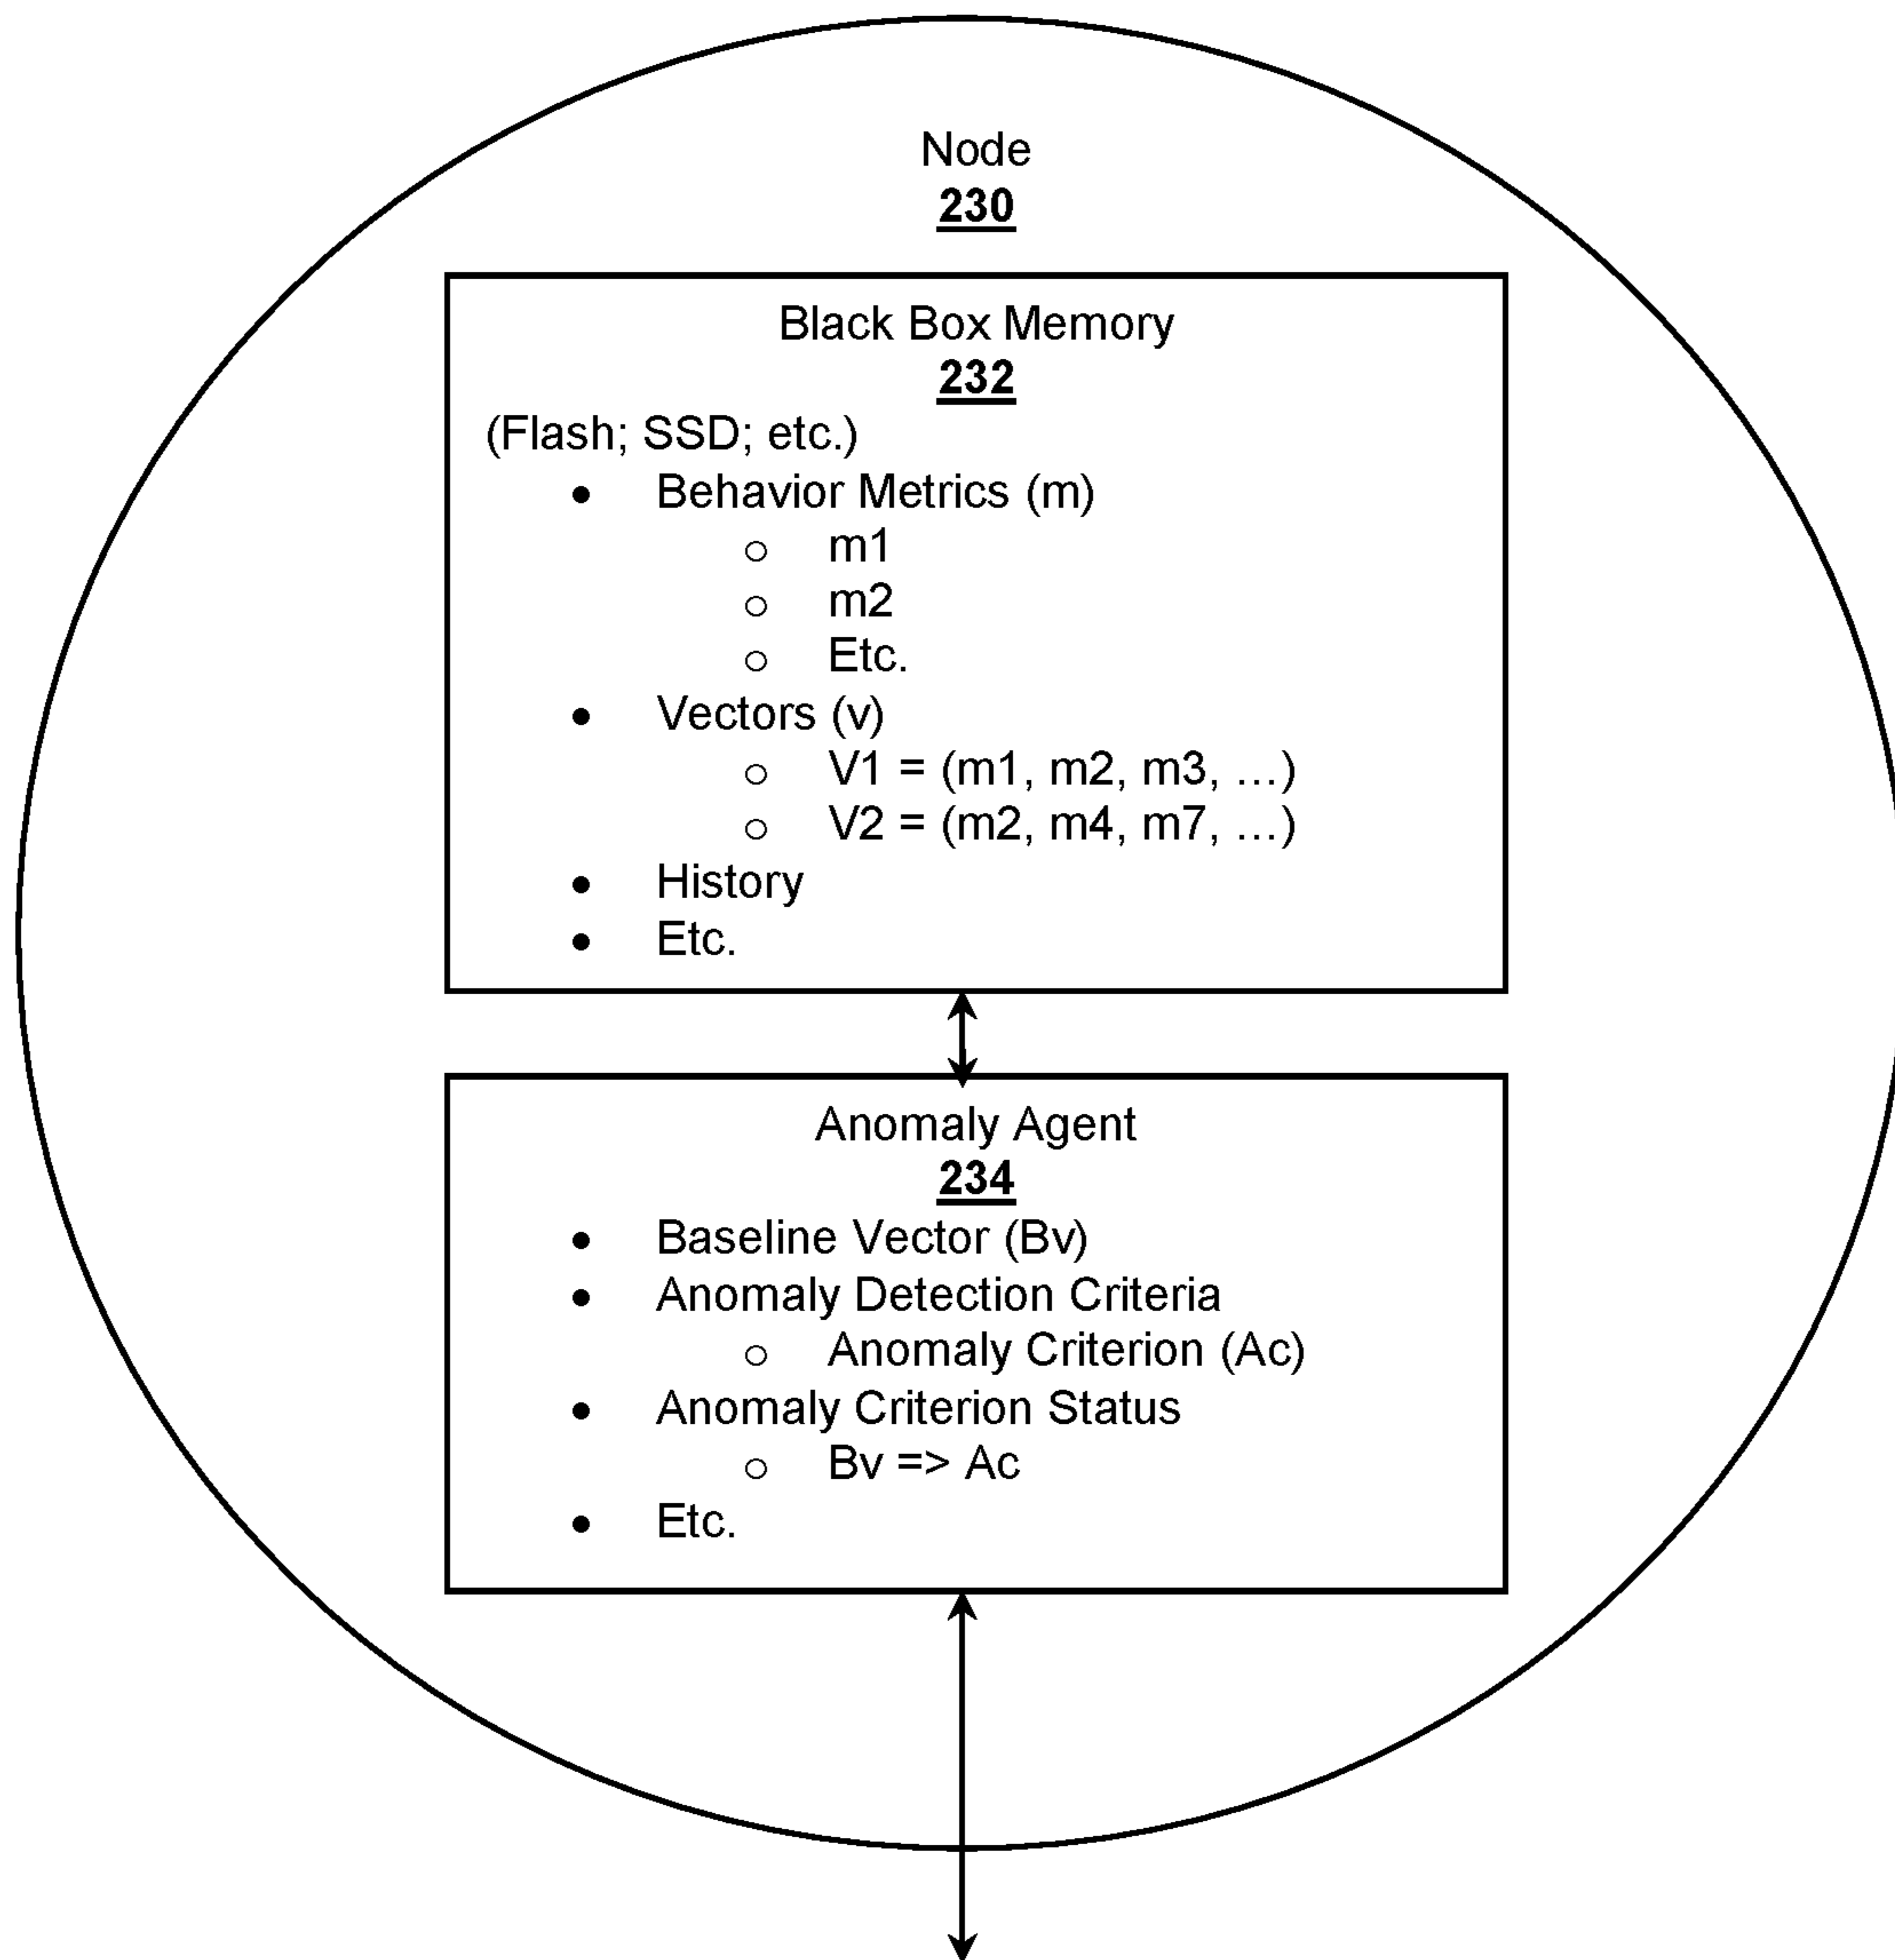 Node
230
Black Box Memory
232
(Flash; SSD; etc.)
• Behavior Metrics (m)
○ m1
○ m2
○ Etc.
• Vectors (v)
○ V1 = (m1, m2, m3, …)
○ V2 = (m2, m4, m7, …)
• History
• Etc.
Anomaly Agent
234
• Baseline Vector (Bv)
• Anomaly Detection Criteria
○ Anomaly Criterion (Ac)
• Anomaly Criterion Status
○ Bv => Ac
• Etc.